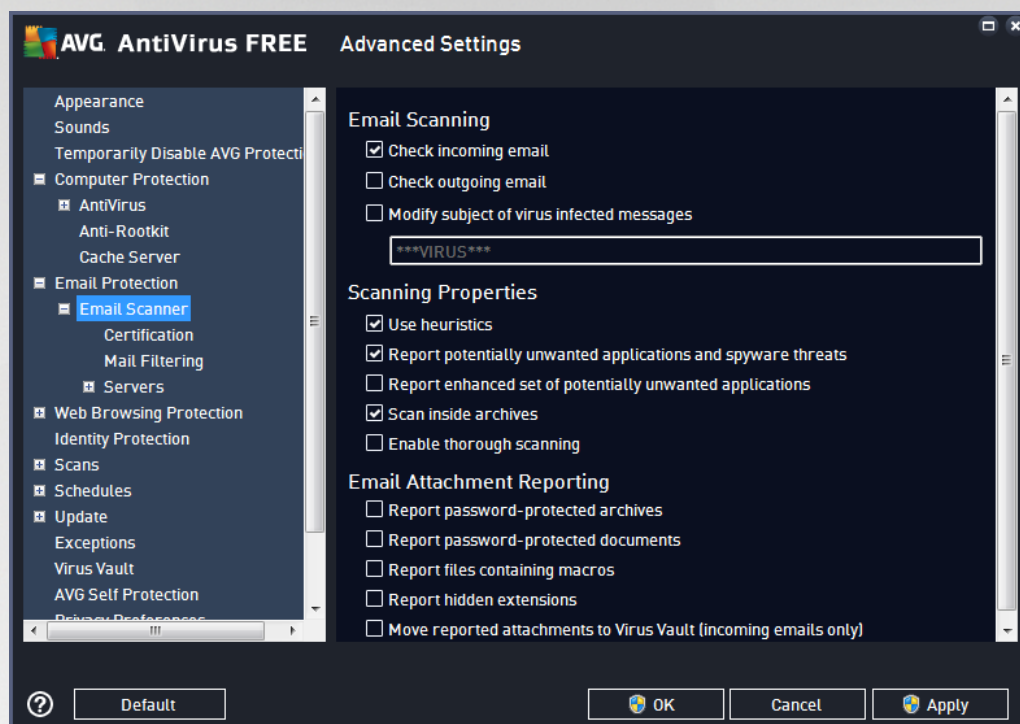 AVG. AntiVirus FREE Advanced Settings
Appearance
Sounds
Temporarily Disable AVG Protecti
Computer Protection
AntiVirus
Anti-Rootkit
Cache Server
Email Protection
Email Scanner
Certification
Mail Filtering
Servers
Web Browsing Protection
Identity Protection
Scans
Schedules
Update
Exceptions
Virus Vault
AVG Self Protection
Privacy Preferences
Email Scanning
Check incoming email
Check outgoing email
Modify subject of virus infected messages
***VIRUS***
Scanning Properties
Use heuristics
Report potentially unwanted applications and spyware threats
Report enhanced set of potentially unwanted applications
Scan inside archives
Enable thorough scanning
Email Attachment Reporting
Report password-protected archives
Report password-protected documents
Report files containing macros
Report hidden extensions
Move reported attachments to Virus Vault (incoming emails only)
? Default OK Cancel Apply